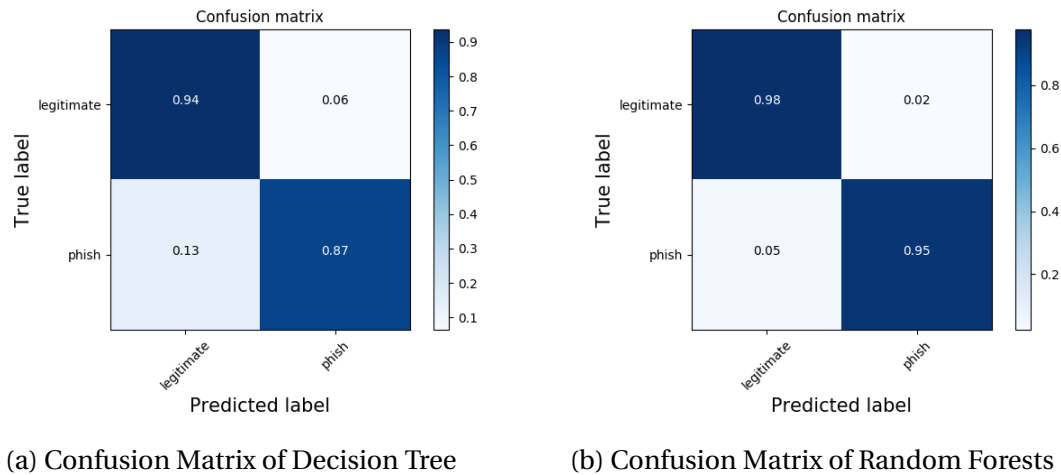 Confusion matrix
legitimate
phish
True label
0.94
0.06
0.13
0.87
legitimate
phish
Predicted label
0.9
0.8
0.7
0.6
0.5
0.4
0.3
0.2
0.1
(a) Confusion Matrix of Decision Tree
Confusion matrix
legitimate
phish
True label
0.98
0.02
0.05
0.95
legitimate
phish
Predicted label
0.8
0.6
0.4
0.2
(b) Confusion Matrix of Random Forests